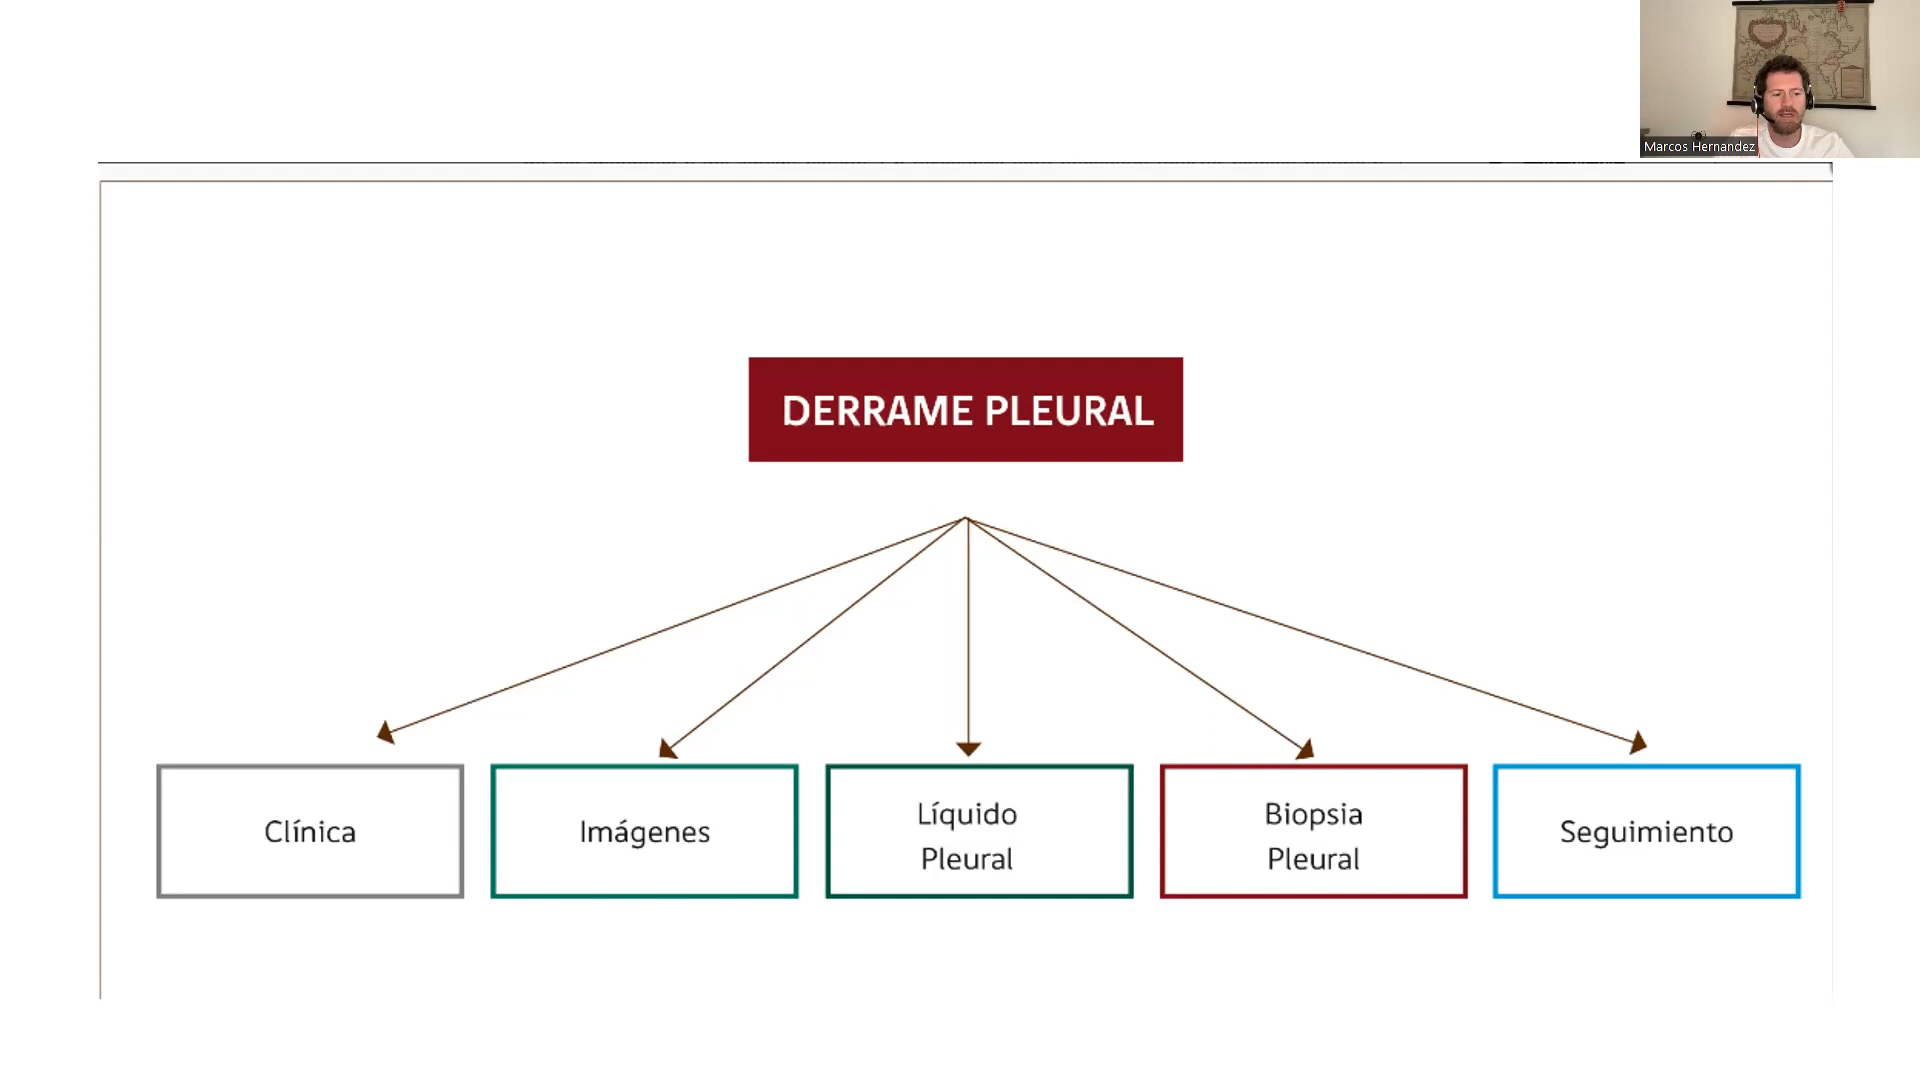 Marcos Hernandez
DERRAME PLEURAL
Clínica
Imágenes
Líquido
Pleural
Biopsia
Pleural
Seguimiento